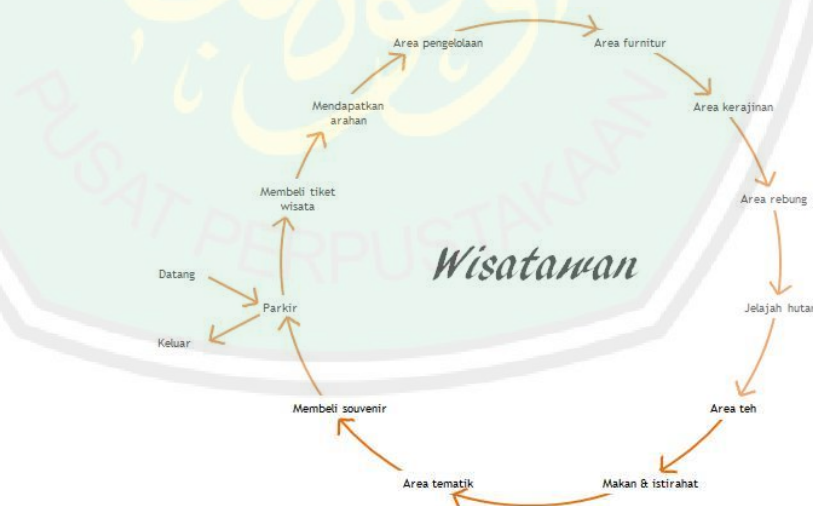 Area pengelolaan
Area furnitur
Mendapatkan
arahan
Area kerajinan
Membeli tiket
wisata
Area rebung
PUSAT PERPUSTAKAAN
Wisatawan
Datang
Parkir
Jelajah hutan
Keluar
Membeli souvenir
Area teh
Area tematik
Makan & istirahat